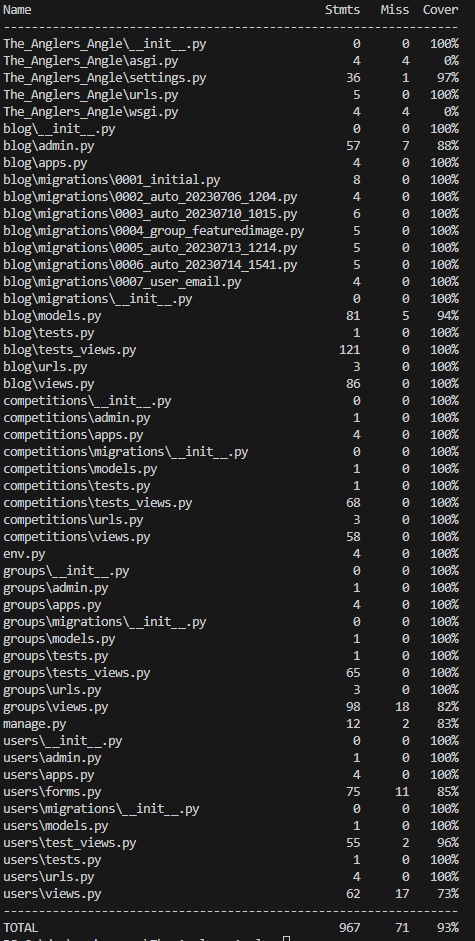 Name Stmts Miss Cover
----------------------------------------------------------------
The_Anglers_Angle\__init__.py 0 0 100%
The_Anglers_Angle\asgi.py 4 4 0%
The_Anglers_Angle\settings.py 36 1 97%
The_Anglers_Angle\urls.py 5 0 100%
The_Anglers_Angle\wsgi.py 4 4 0%
blog\__init__.py 0 0 100%
blog\admin.py 57 7 88%
blog\apps.py 4 0 100%
blog\migrations\0001_initial.py 8 0 100%
blog\migrations\0002_auto_20230706_1204.py 4 0 100%
blog\migrations\0003_auto_20230710_1015.py 6 0 100%
blog\migrations\0004_group_featuredimage.py 5 0 100%
blog\migrations\0005_auto_20230713_1214.py 5 0 100%
blog\migrations\0006_auto_20230714_1541.py 5 0 100%
blog\migrations\0007_user_email.py 4 0 100%
blog\migrations\__init__.py 0 0 100%
blog\models.py 81 5 94%
blog\tests.py 1 0 100%
blog\tests_views.py 121 0 100%
blog\urls.py 3 0 100%
blog\views.py 86 0 100%
competitions\__init__.py 0 0 100%
competitions\admin.py 1 0 100%
competitions\apps.py 4 0 100%
competitions\migrations\__init__.py 0 0 100%
competitions\models.py 1 0 100%
competitions\tests.py 1 0 100%
competitions\tests_views.py 68 0 100%
competitions\urls.py 3 0 100%
competitions\views.py 58 0 100%
env.py 4 0 100%
groups\__init__.py 0 0 100%
groups\admin.py 1 0 100%
groups\apps.py 4 0 100%
groups\migrations\__init__.py 0 0 100%
groups\models.py 1 0 100%
groups\tests.py 1 0 100%
groups\tests_views.py 65 0 100%
groups\urls.py 3 0 100%
groups\views.py 98 18 82%
manage.py 12 2 83%
users\__init__.py 0 0 100%
users\admin.py 1 0 100%
users\apps.py 4 0 100%
users\forms.py 75 11 85%
users\migrations\__init__.py 0 0 100%
users\models.py 1 0 100%
users\test_views.py 55 2 96%
users\tests.py 1 0 100%
users\urls.py 4 0 100%
users\views.py 62 17 73%
----------------------------------------------------------------
TOTAL 967 71 93%